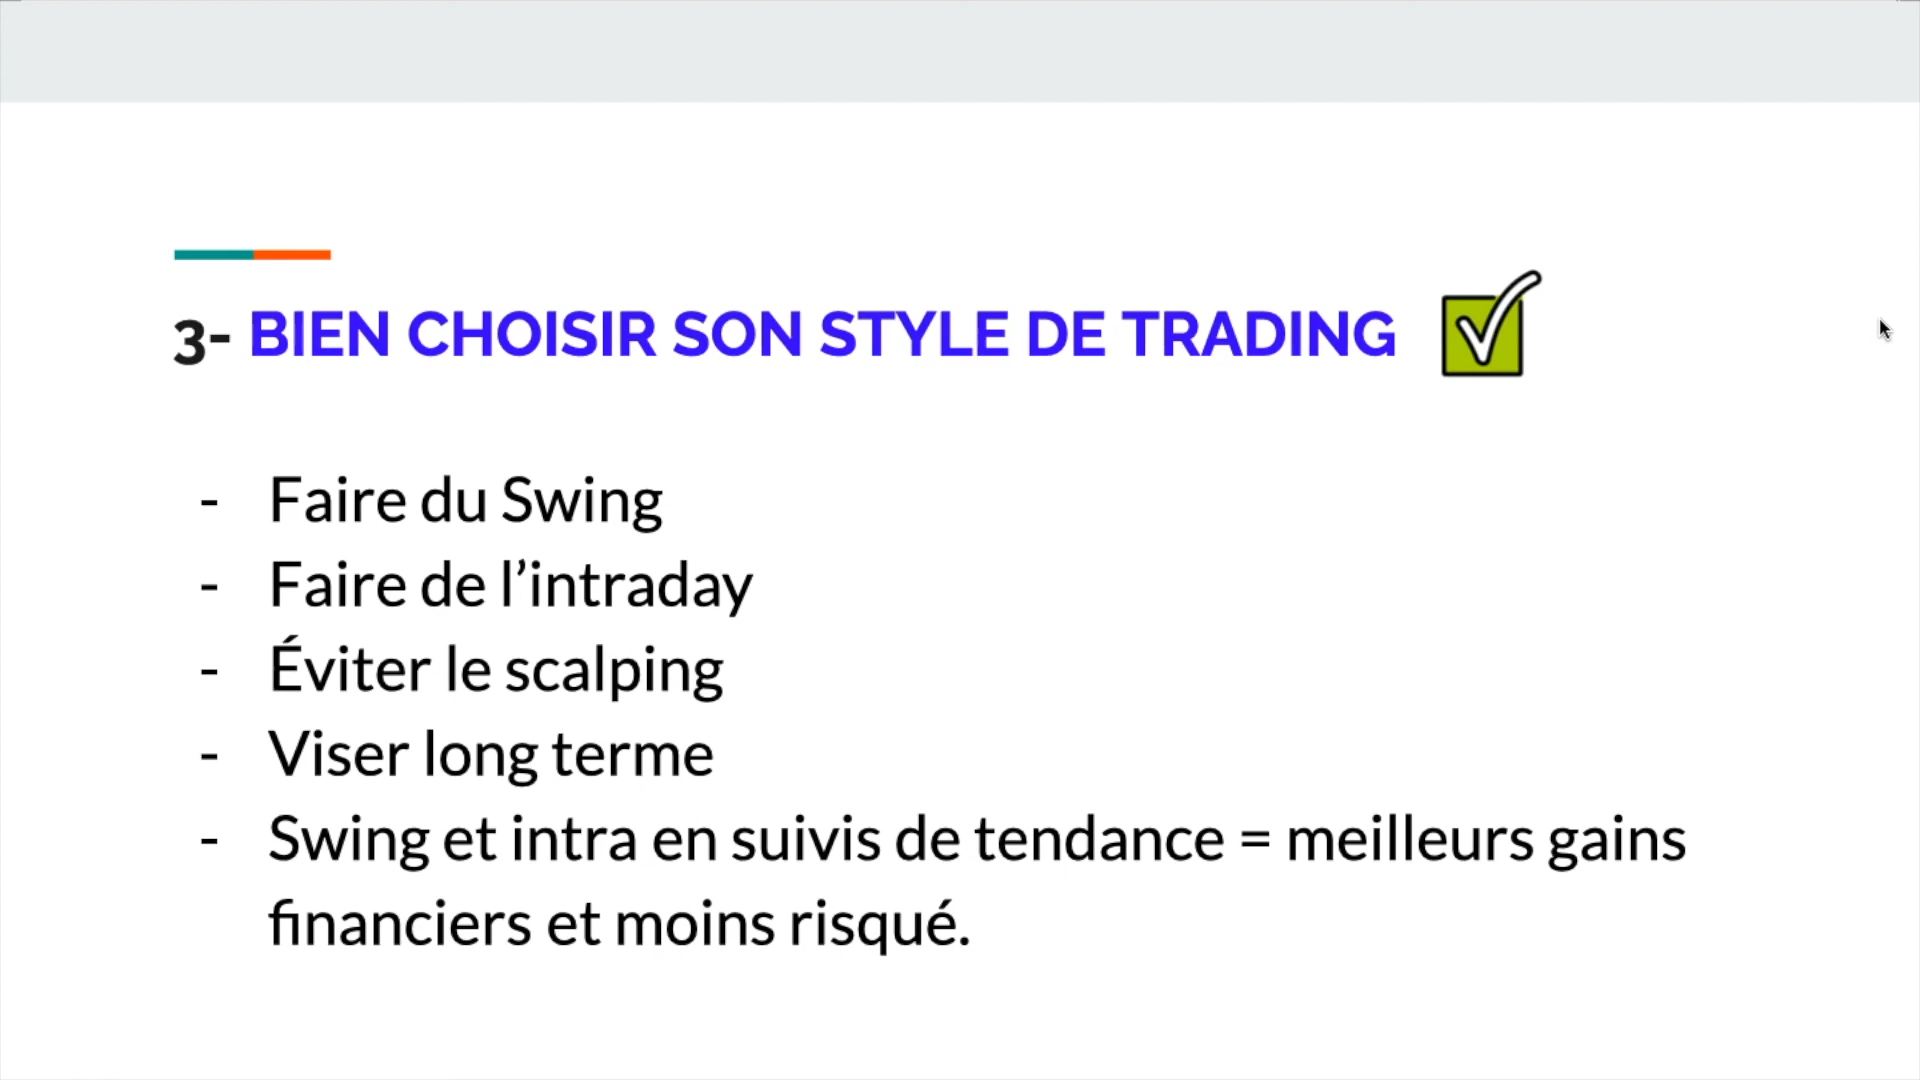 3- BIEN CHOISIR SON STYLE DE TRADING
- Faire du Swing
- Faire de l’intraday
- Éviter le scalping
- Viser long terme
- Swing et intra en suivis de tendance = meilleurs gains
financiers et moins risqué.